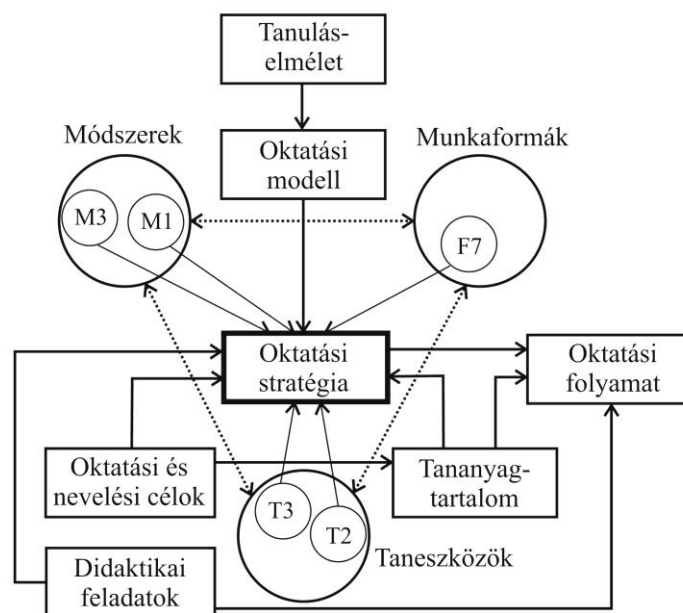 Tanulás-
elmélet
Módszerek
Munkaformák
Oktatási
modell
M3
M1
F7
Oktatási
stratégia
Oktatási
folyamat
Oktatási és
nevelési célok
Tananyag-
tartalom
T3
T2
Taneszközök
Didaktikai
feladatok